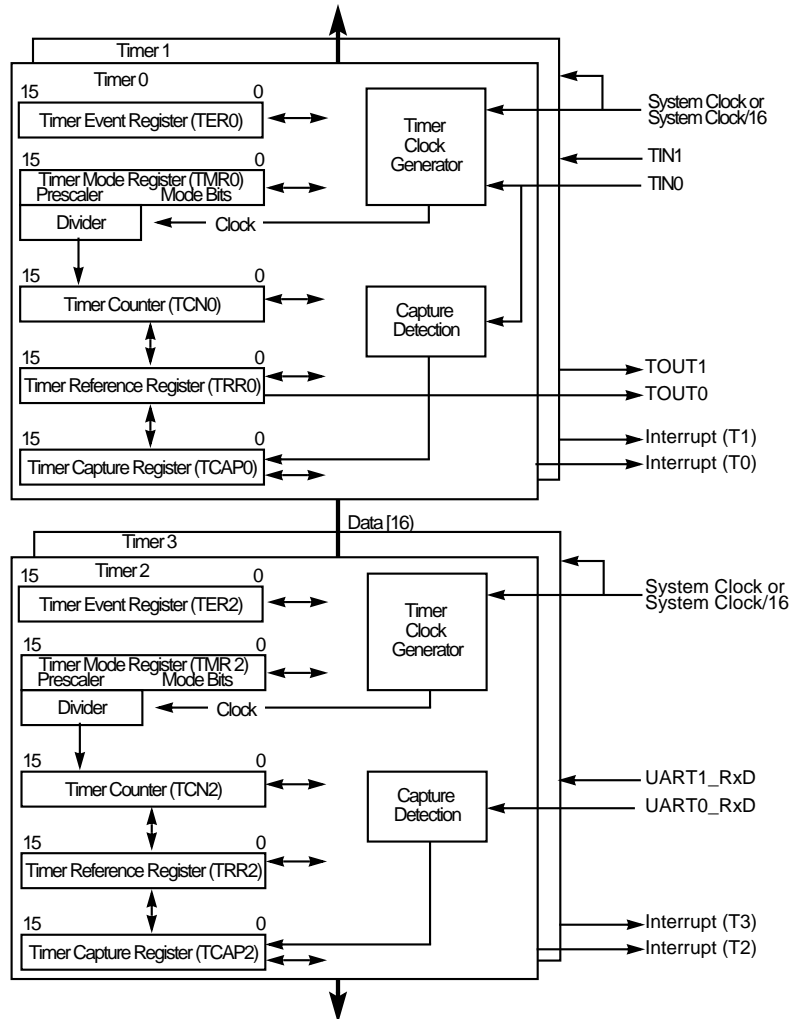 Timer 1
Timer 0
15 0
Timer Event Register (TER0)
15 0
Timer Mode Register (TMR0)
Prescaler Mode Bits
Divider
Clock
Timer
Clock
Generator
System Clock or
System Clock/16
TIN1
TIN0
15 0
Timer Counter (TCN0)
Capture
Detection
15 0
Timer Reference Register (TRR0)
TOUT1
TOUT0
15 0
Timer Capture Register (TCAP0)
Interrupt (T1)
Interrupt (T0)
Data [16)
Timer 3
Timer 2
15 0
Timer Event Register (TER2)
15 0
Timer Mode Register (TMR 2)
Prescaler Mode Bits
Divider
Clock
Timer
Clock
Generator
System Clock or
System Clock/16
15 0
Timer Counter (TCN2)
Capture
Detection
UART1_RxD
UART0_RxD
15 0
Timer Reference Register (TRR2)
15 0
Timer Capture Register (TCAP2)
Interrupt (T3)
Interrupt (T2)